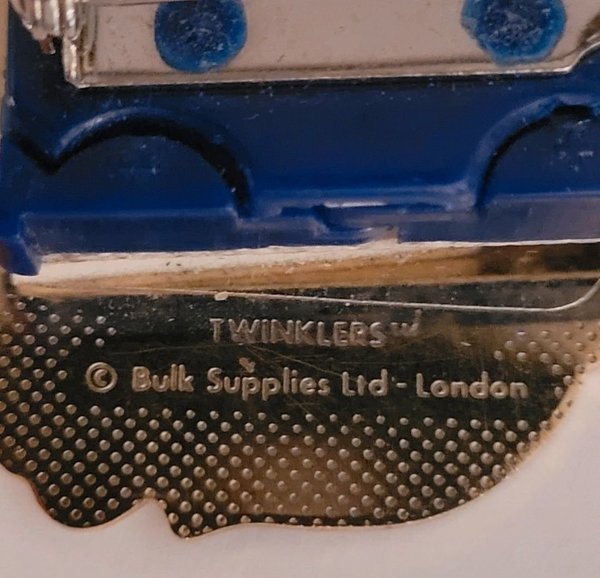 TWINKLERS™
© Bulk Supplies Ltd - London